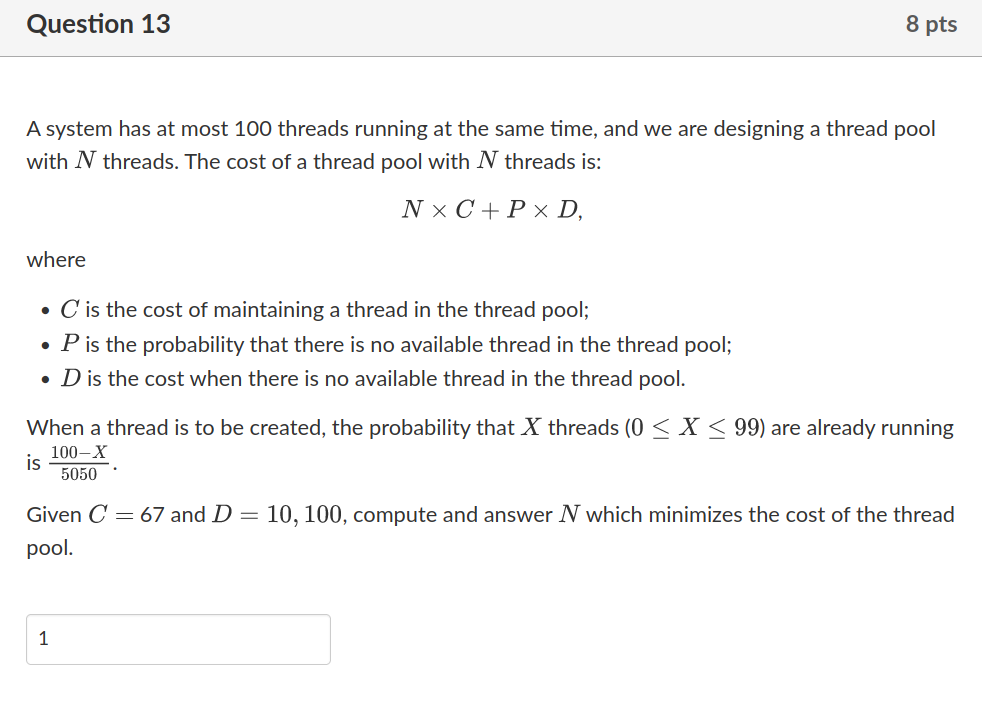 Question 13
8 pts
A system has at most 100 threads running at the same time, and we are designing a thread pool
with N threads. The cost of a thread pool with N threads is:
N × C + P × D,
where
• C is the cost of maintaining a thread in the thread pool;
• P is the probability that there is no available thread in the thread pool;
• D is the cost when there is no available thread in the thread pool.
When a thread is to be created, the probability that X threads (0 ≤ X ≤ 99) are already running
is \frac{100−X}{5050}.
Given C = 67 and D = 10, 100, compute and answer N which minimizes the cost of the thread
pool.
1